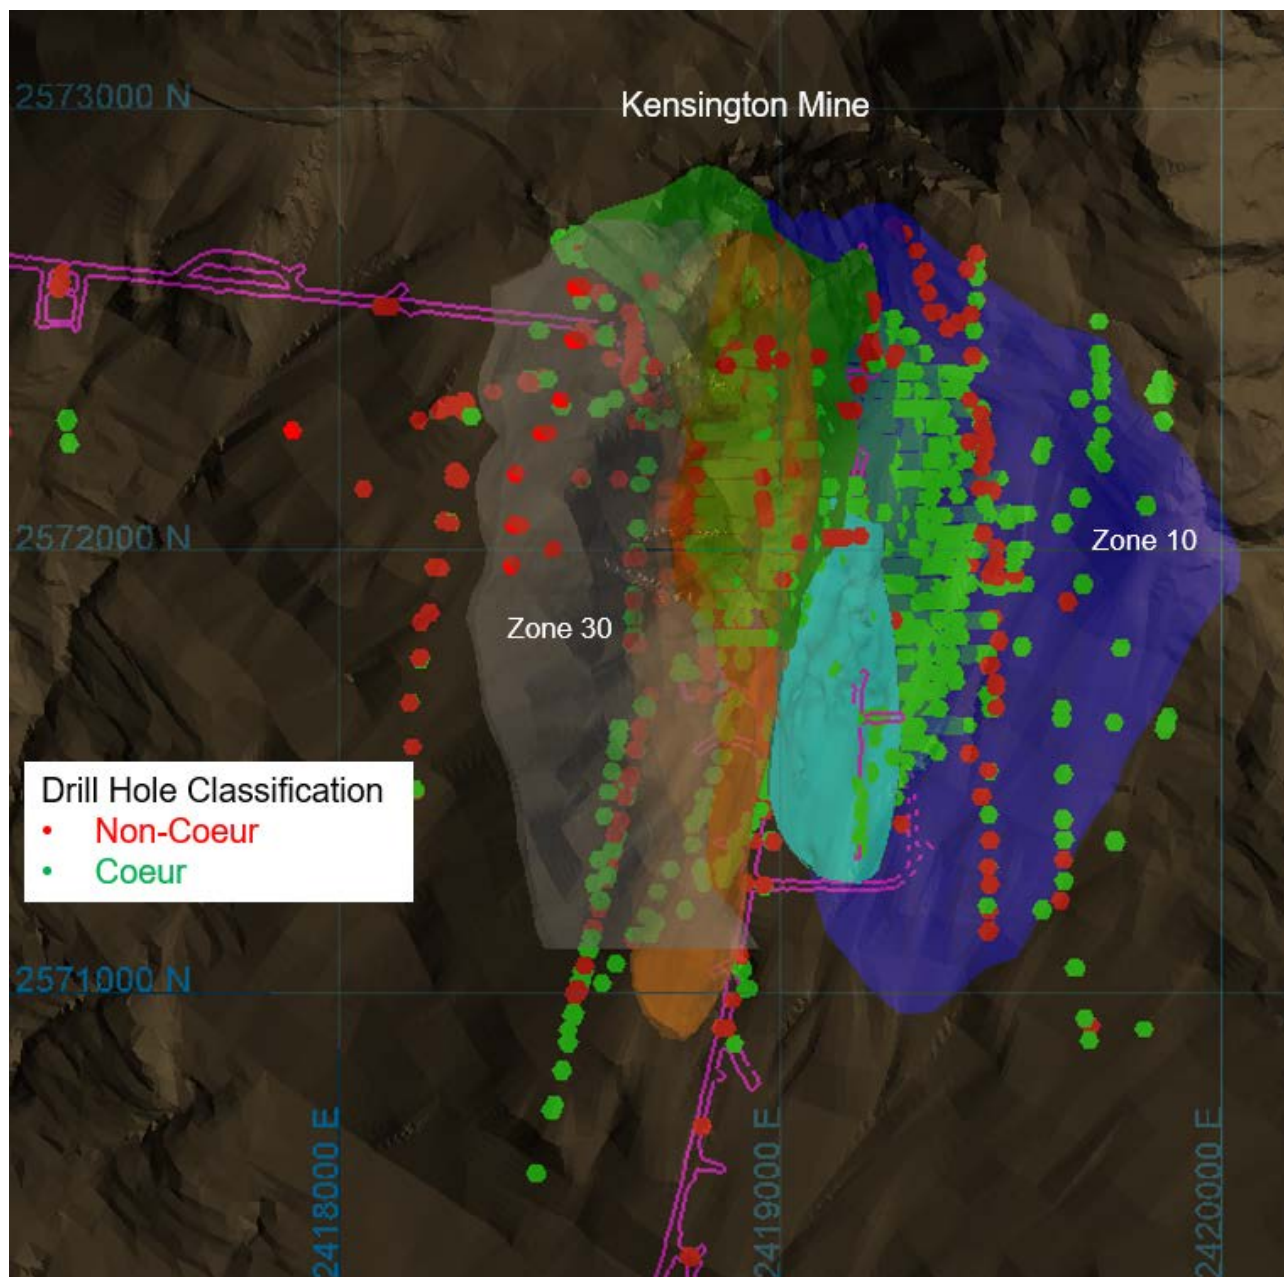 2573000 N
Kensington Mine
2572000 N
Zone 10
Zone 30
Drill Hole Classification
• Non-Coeur
• Coeur
2571000 N
2418000 E
2419000 E
2420000 E